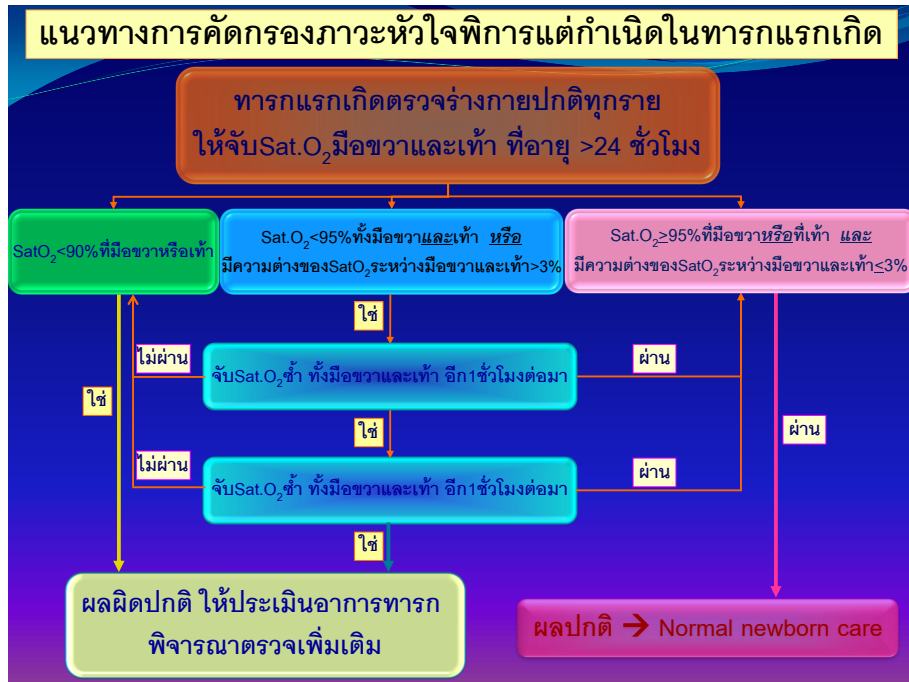 แนวทางการคัดกรองภาวะหัวใจพิการแต่กำเนิดในทารกแรกเกิด
ทารกแรกเกิดตรวจร่างกายปกติทุกราย
ให้จับSat.O₂มือขวาและเท้า ที่อายุ >24 ชั่วโมง
SatO₂<90%ที่มือขวาหรือเท้า
Sat.O₂<95%ทั้งมือขวาและเท้า หรือ
มีความต่างของSatO₂ระหว่างมือขวาและเท้า>3%
Sat.O₂≥95%ที่มือขวาหรือที่เท้า และ
มีความต่างของSatO₂ระหว่างมือขวาและเท้า≤3%
ใช่
ไม่ผ่าน
จับSat.O₂ซ้ำ ทั้งมือขวาและเท้า อีก1ชั่วโมงต่อมา
ผ่าน
ใช่
ใช่
ผ่าน
ไม่ผ่าน
จับSat.O₂ซ้ำ ทั้งมือขวาและเท้า อีก1ชั่วโมงต่อมา
ผ่าน
ใช่
ผลผิดปกติ ให้ประเมินอาการทารก
พิจารณาตรวจเพิ่มเติม
ผลปกติ → Normal newborn care